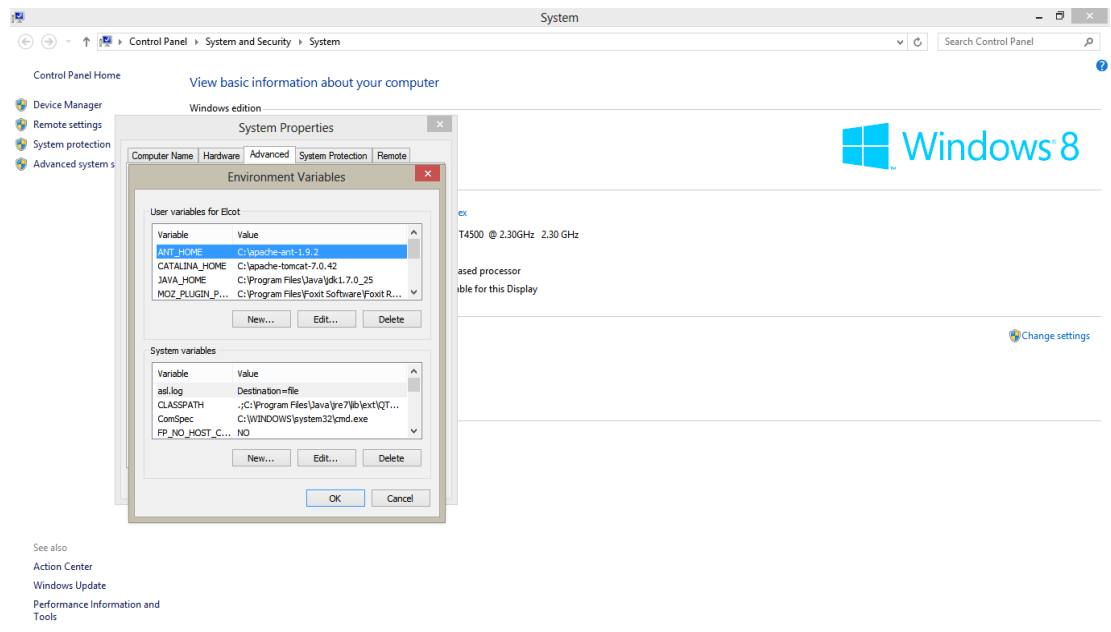 System
Control Panel System and Security System
Search Control Panel
Control Panel Home
Device Manager
Remote settings
System protection
Advanced system s
View basic information about your computer
Windows edition
Windows 8
System Properties
Computer Name Hardware Advanced System Protection Remote
Environment Variables
User variables for Elcot
Variable Value
ANT_HOME C:\apache-ant-1.9.2
CATALINA_HOME C:\apache-tomcat-7.0.42
JAVA_HOME C:\Program Files\Java\jdk1.7.0_25
MOZ_PLUGIN_P... C:\Program Files\Foxit Software\Foxit R...
New... Edit... Delete
System variables
Variable Value
asl.log Destination=file
CLASSPATH .;C:\Program Files\Java\jre7\lib\ext\QT...
ComSpec C:\WINDOWS\system32\cmd.exe
FP_NO_HOST_C... NO
New... Edit... Delete
OK Cancel
ex
T4500 @ 2.30GHz 2.30 GHz
ased processor
ble for this Display
Change settings
See also
Action Center
Windows Update
Performance Information and
Tools